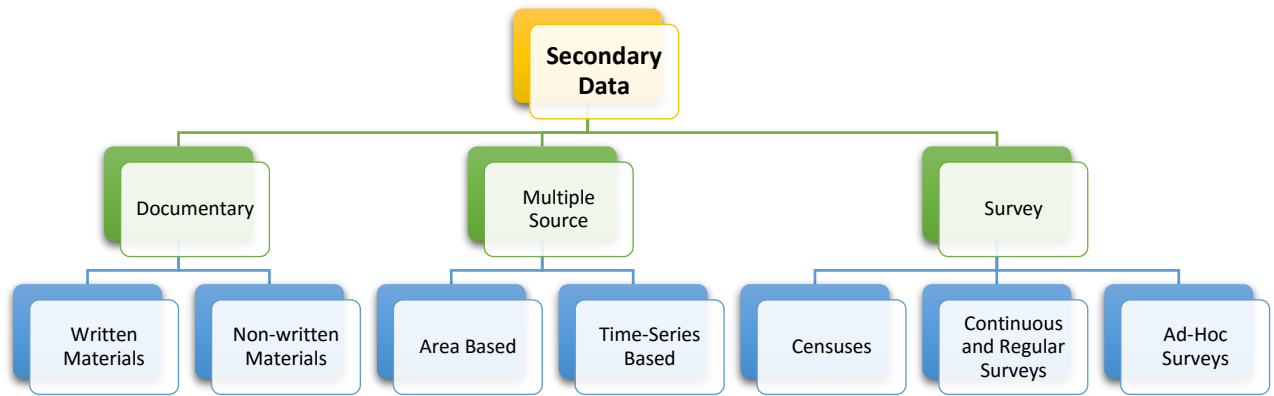 Secondary
Data
Documentary
Multiple
Source
Survey
Written
Materials
Non-written
Materials
Area Based
Time-Series
Based
Censuses
Continuous
and Regular
Surveys
Ad-Hoc
Surveys